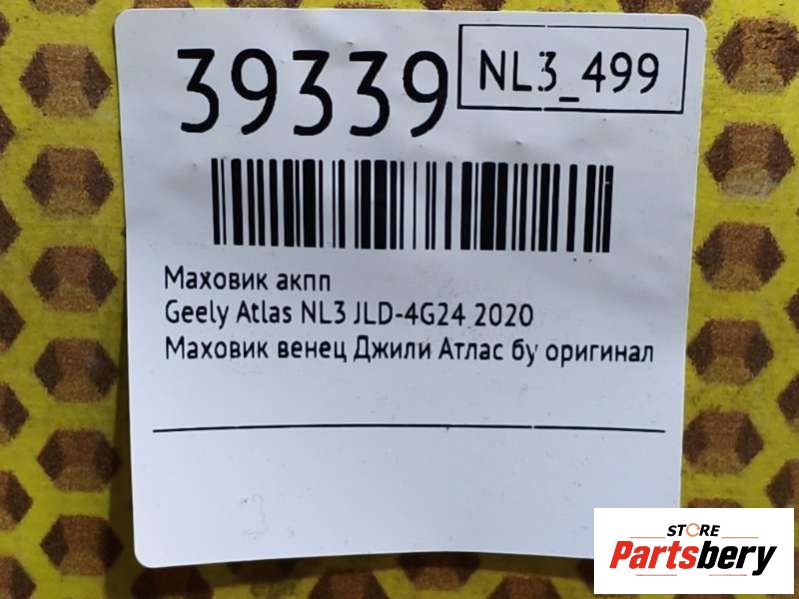 39339
NL3_499
Маховик акпп
Geely Atlas NL3 JLD-4G24 2020
Маховик венец Джили Атлас бу оригинал
STORE
Partsbery